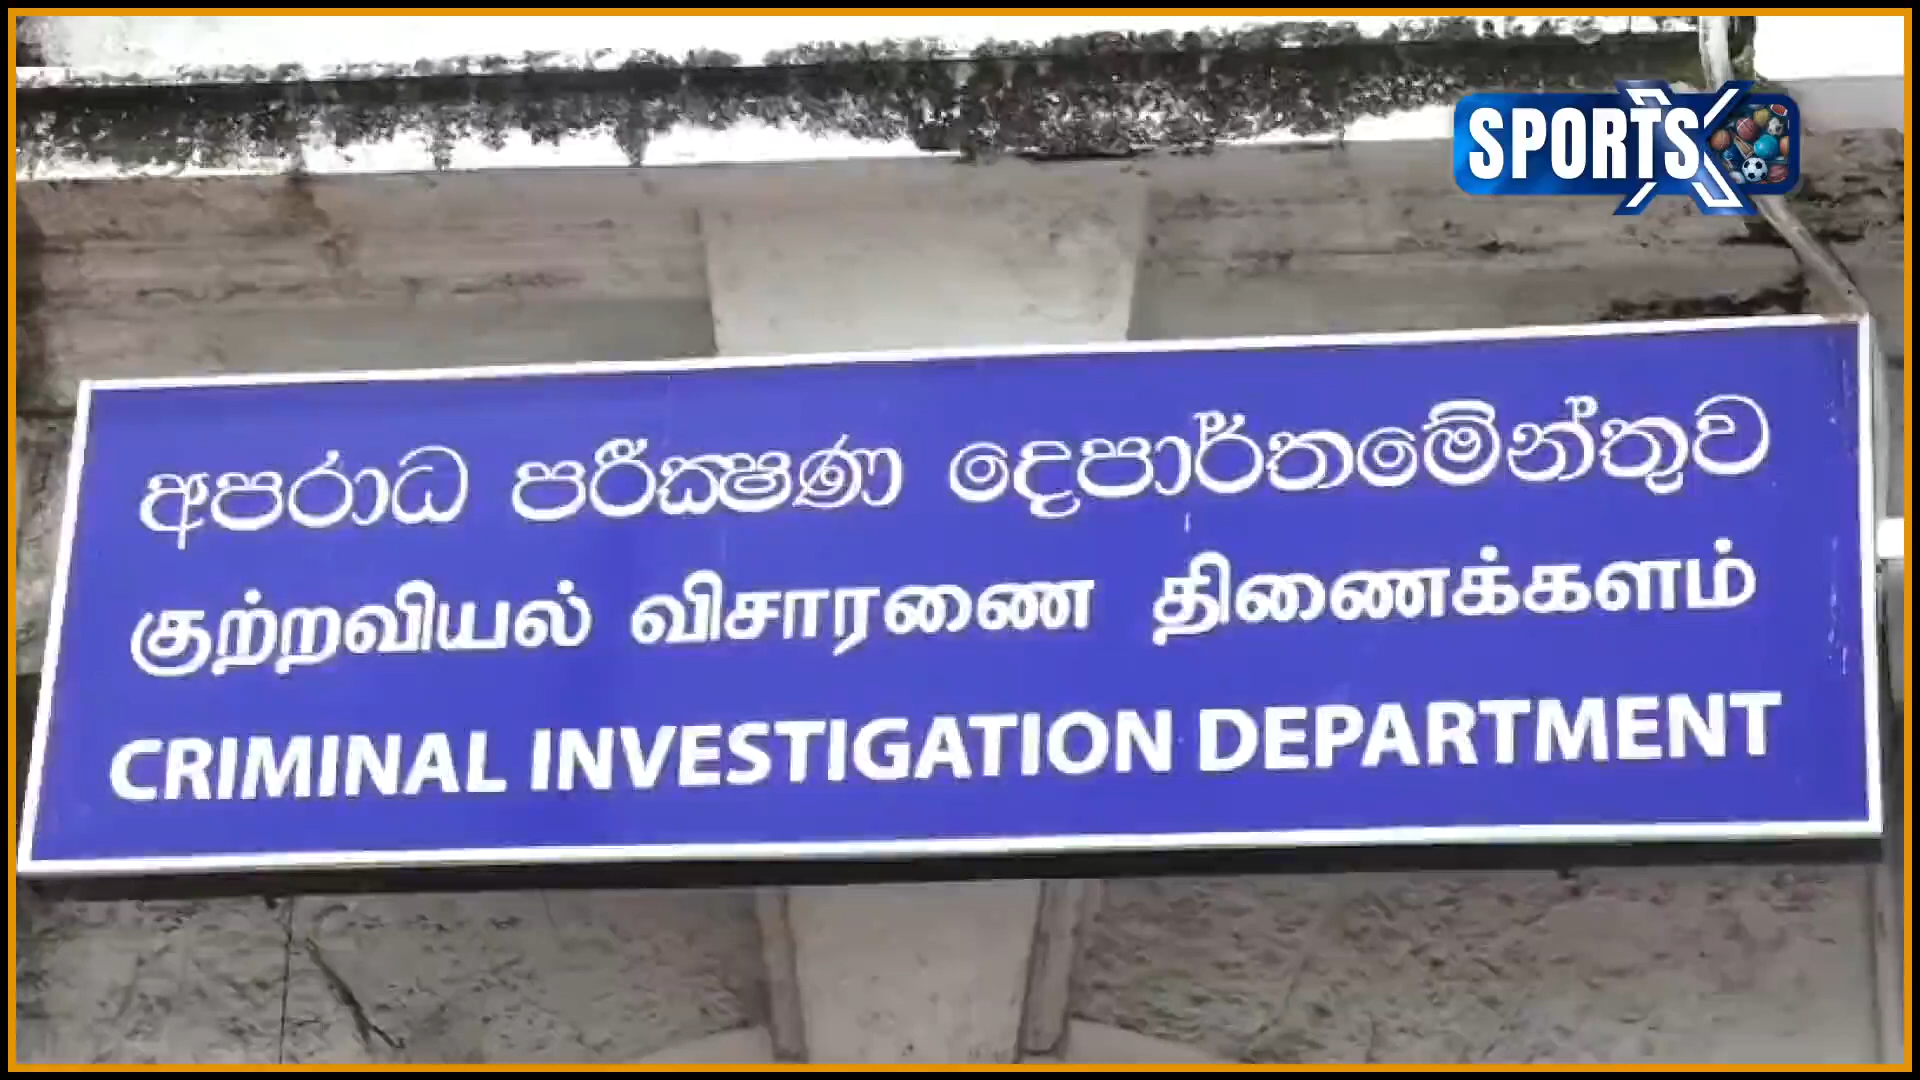 SPORTS X
අපරාධ පරීක්ෂණ දෙපාර්තමේන්තුව
குற்றவியல் விசாரணை திணைக்களம்
CRIMINAL INVESTIGATION DEPARTMENT